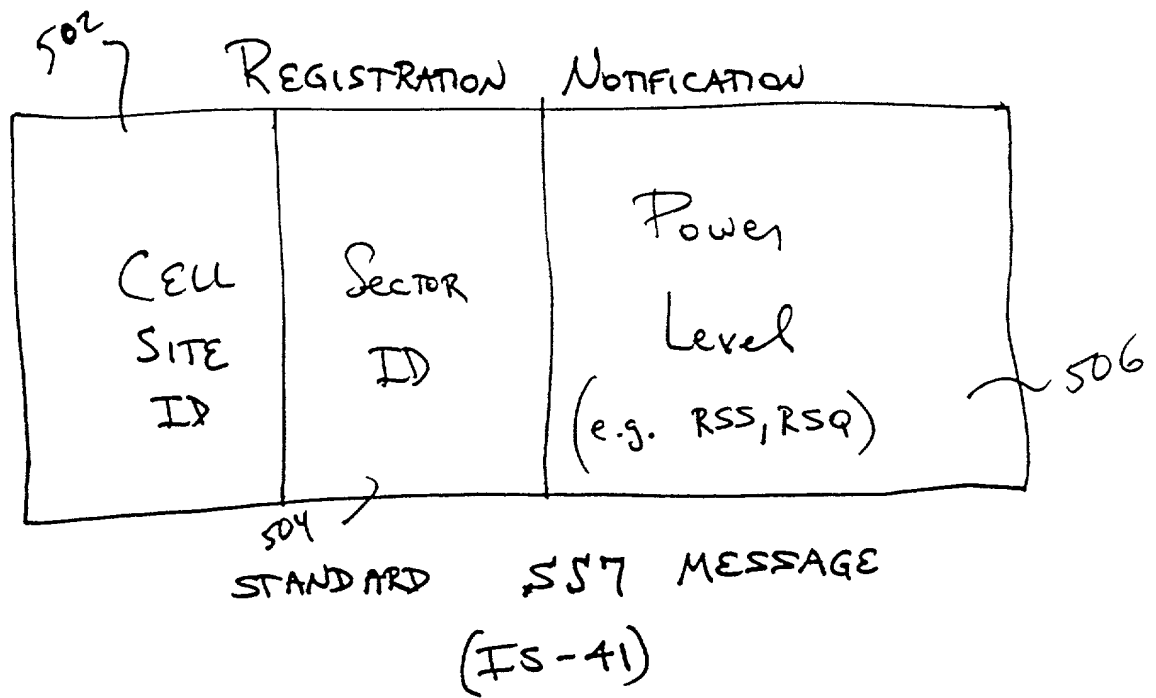 502
REGISTRATION NOTIFICATION
CELL
SITE
ID
Sector
ID
Power
Level
(e.g. RSS, RSQ)
506
504
STANDARD SS7 MESSAGE
(IS-41)